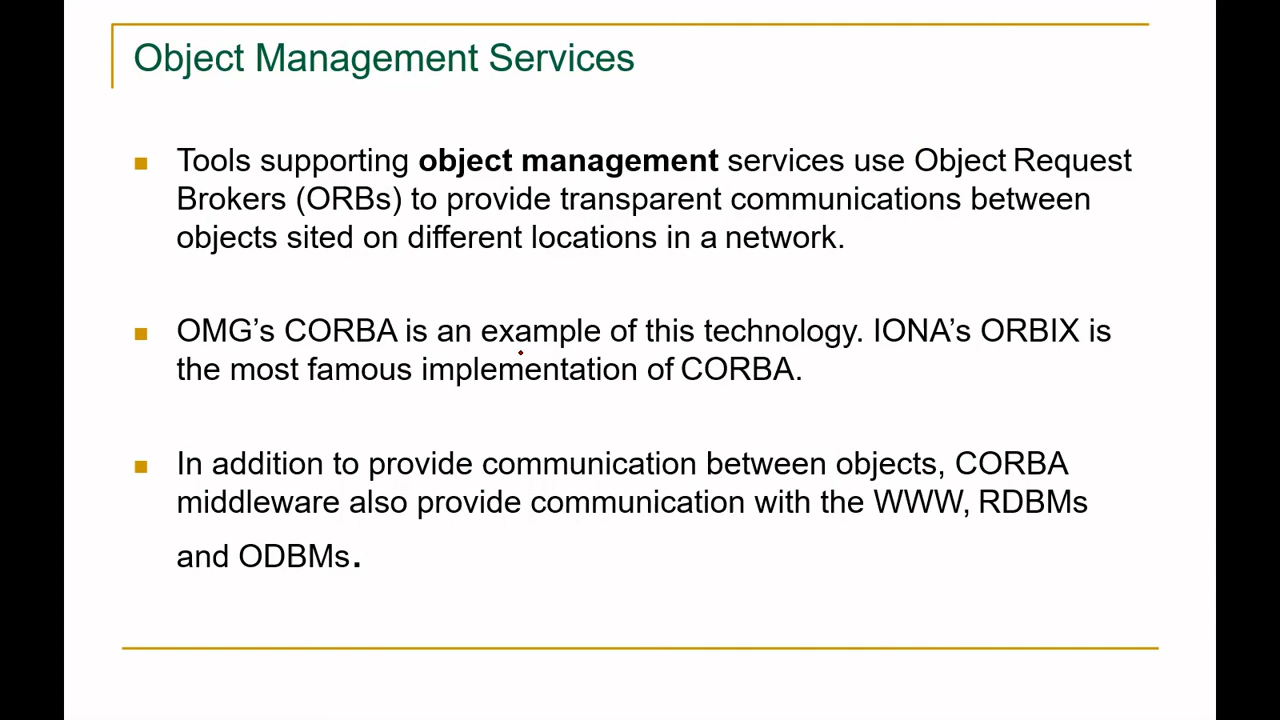 Object Management Services
Tools supporting object management services use Object Request
Brokers (ORBs) to provide transparent communications between
objects sited on different locations in a network.
OMG’s CORBA is an example of this technology. IONA’s ORBIX is
the most famous implementation of CORBA.
In addition to provide communication between objects, CORBA
middleware also provide communication with the WWW, RDBMs
and ODBMs.